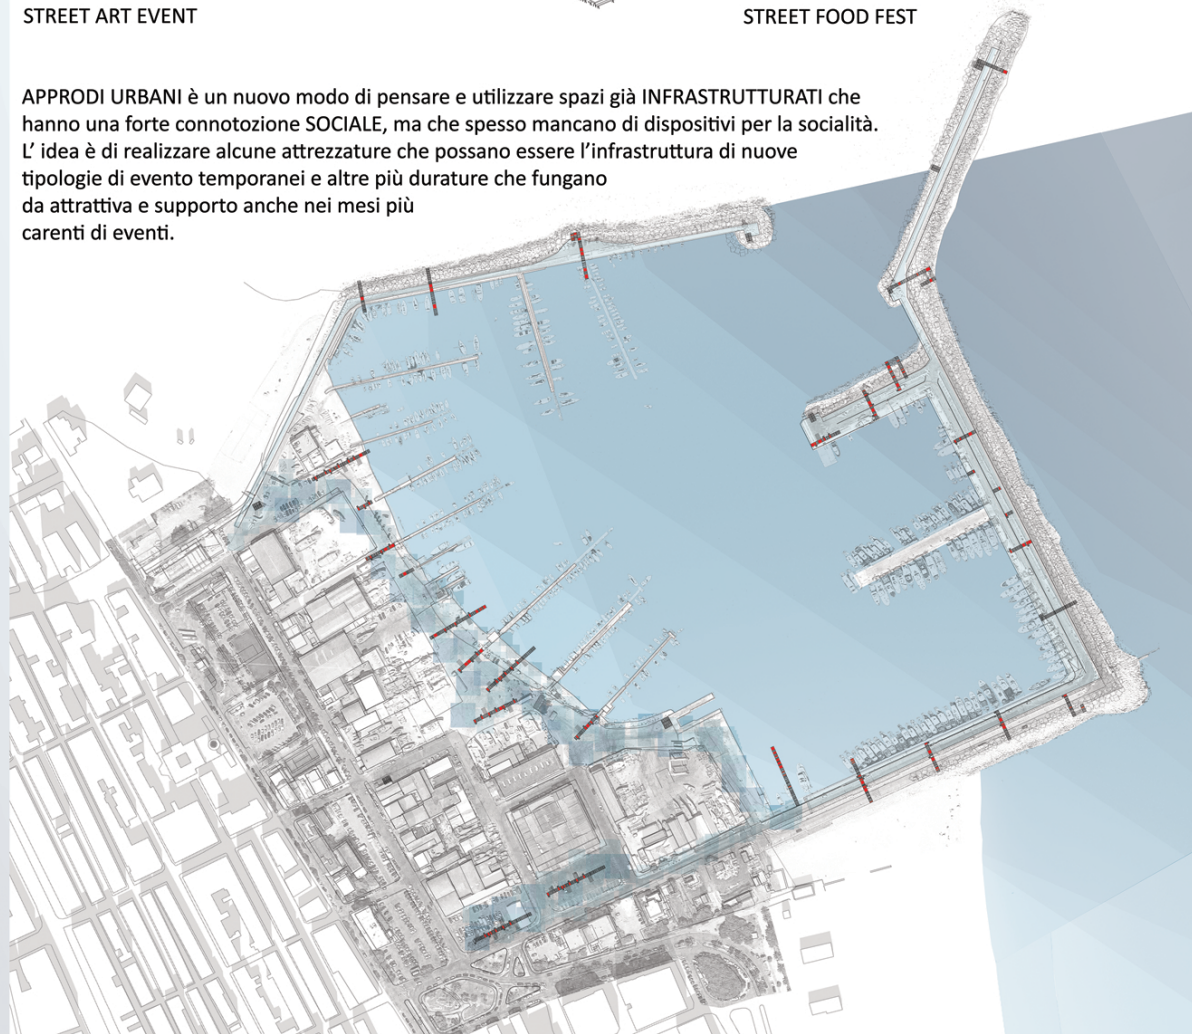 STREET ART EVENT
STREET FOOD FEST
APPRODI URBANI è un nuovo modo di pensare e utilizzare spazi già INFRASTRUTTURATI che
hanno una forte connotozione SOCIALE, ma che spesso mancano di dispositivi per la socialità.
L' idea è di realizzare alcune attrezzature che possano essere l'infrastruttura di nuove
tipologie di evento temporanei e altre più durature che fungano
da attrattiva e supporto anche nei mesi più
carenti di eventi.